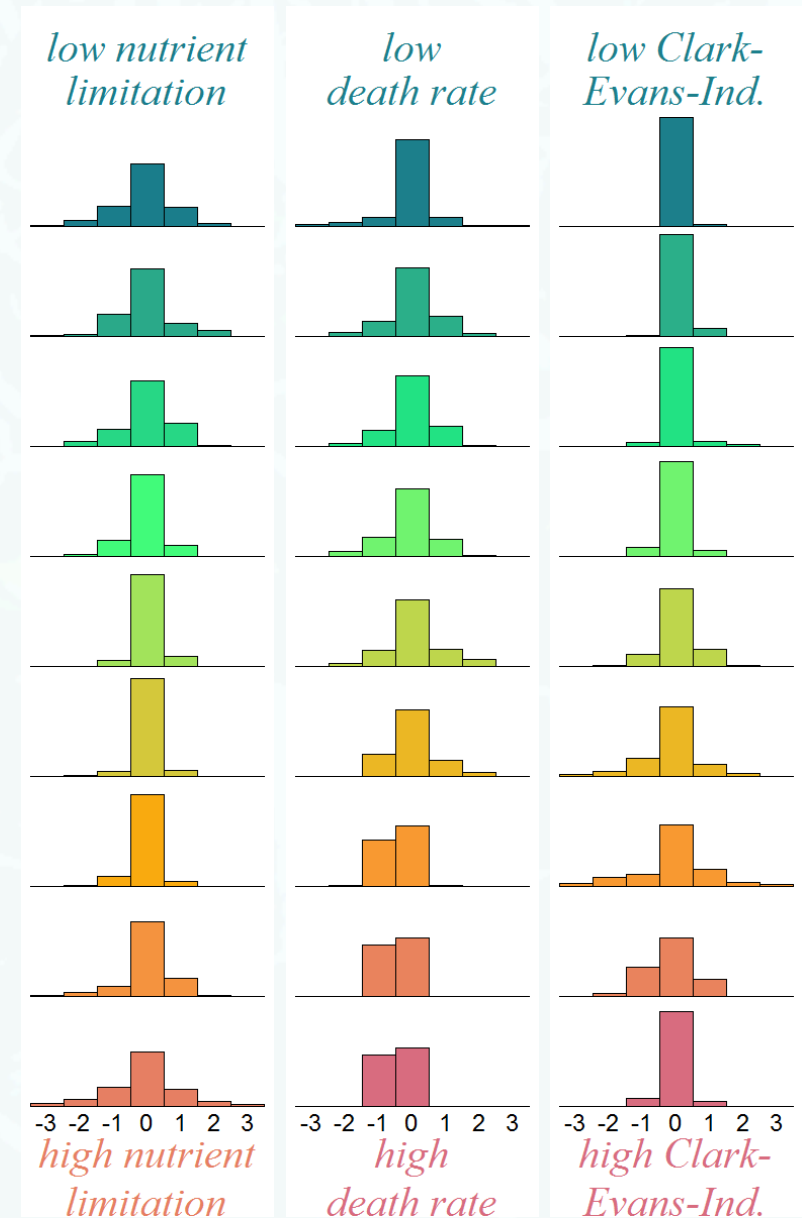 low nutrient
limitation
low
death rate
low Clark-
Evans-Ind.
-3 -2 -1 0 1 2 3
-3 -2 -1 0 1 2 3
-3 -2 -1 0 1 2 3
high nutrient
limitation
high
death rate
high Clark-
Evans-Ind.